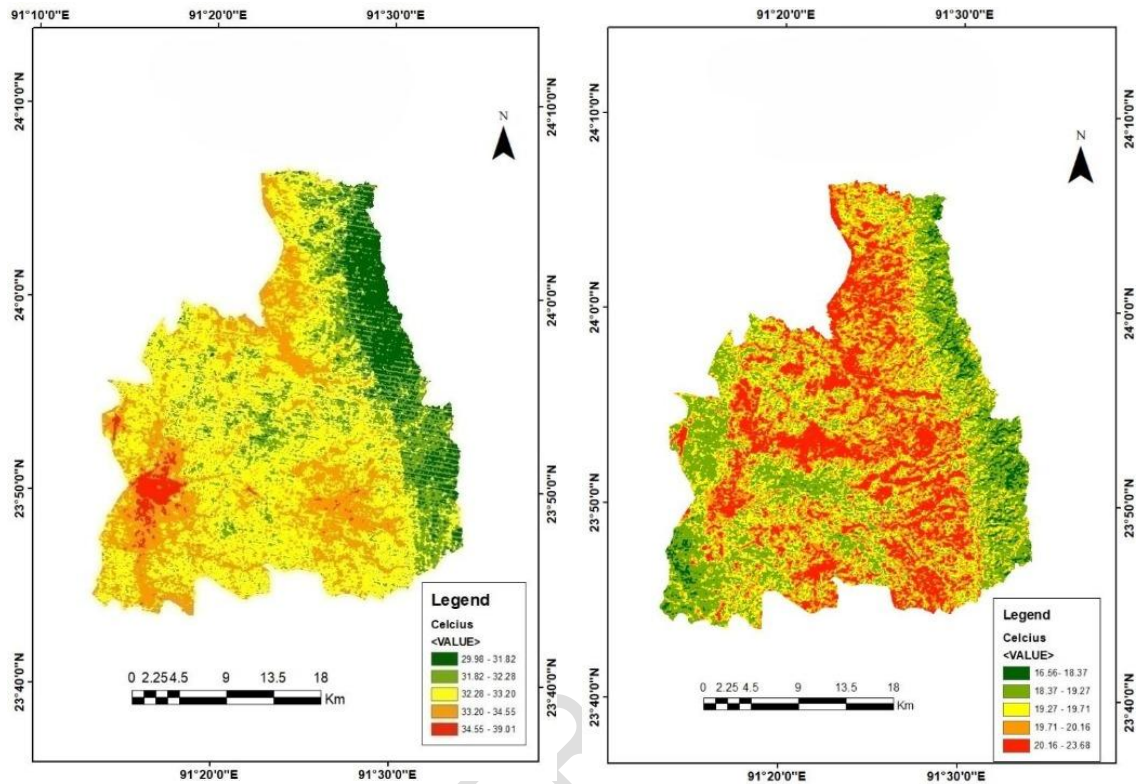 91°10'0"E 91°20'0"E 91°30'0"E
24°10'0"N
24°0'0"N
23°50'0"N
23°40'0"N
N
24°10'0"N
24°0'0"N
23°50'0"N
23°40'0"N
Legend
Celcius
<VALUE>
29.98 - 31.82
31.82 - 32.28
32.28 - 33.20
33.20 - 34.55
34.55 - 39.01
0 2.25 4.5 9 13.5 18
Km
91°20'0"E 91°30'0"E
91°20'0"E 91°30'0"E
24°10'0"N
24°0'0"N
23°50'0"N
23°40'0"N
N
24°10'0"N
24°0'0"N
23°50'0"N
23°40'0"N
Legend
Celcius
<VALUE>
16.56- 18.37
18.37 - 19.27
19.27 - 19.71
19.71 - 20.16
20.16 - 23.68
0 2.25 4.5 9 13.5 18
Km
91°20'0"E 91°30'0"E